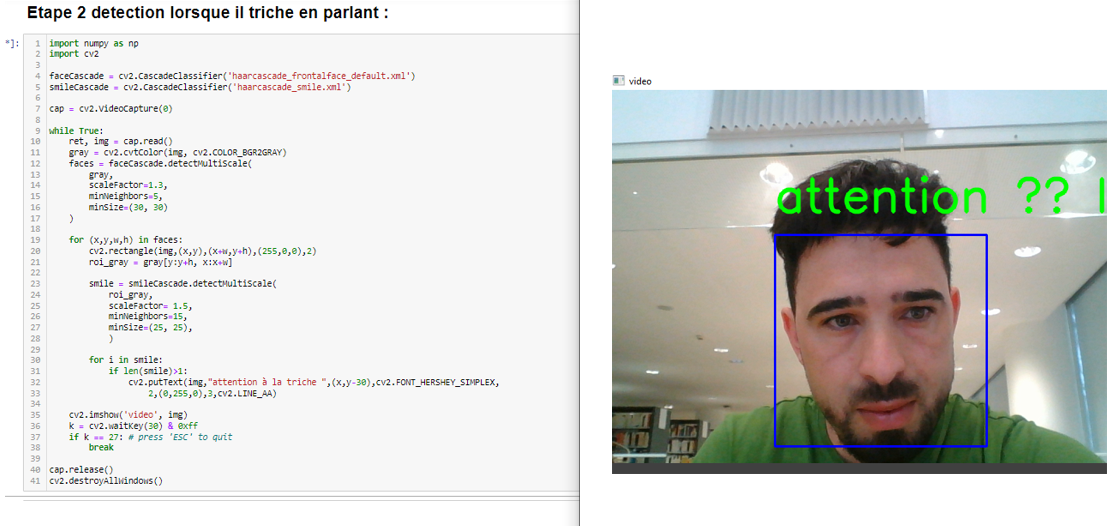 Etape 2 detection lorsque il triche en parlant :
*]:
1 import numpy as np
2 import cv2
3
4 faceCascade = cv2.CascadeClassifier('haarcascade_frontalface_default.xml')
5 smileCascade = cv2.CascadeClassifier('haarcascade_smile.xml')
6
7 cap = cv2.VideoCapture(0)
8
9 while True:
10     ret, img = cap.read()
11     gray = cv2.cvtColor(img, cv2.COLOR_BGR2GRAY)
12     faces = faceCascade.detectMultiScale(
13         gray,
14         scaleFactor=1.3,
15         minNeighbors=5,
16         minSize=(30, 30)
17     )
18
19     for (x,y,w,h) in faces:
20         cv2.rectangle(img,(x,y),(x+w,y+h),(255,0,0),2)
21         roi_gray = gray[y:y+h, x:x+w]
22
23         smile = smileCascade.detectMultiScale(
24             roi_gray,
25             scaleFactor= 1.5,
26             minNeighbors=15,
27             minSize=(25, 25),
28             )
29
30         for i in smile:
31             if len(smile)>1:
32                 cv2.putText(img,"attention à la triche ",(x,y-30),cv2.FONT_HERSHEY_SIMPLEX,
33                     2,(0,255,0),3,cv2.LINE_AA)
34
35     cv2.imshow('video', img)
36     k = cv2.waitKey(30) & 0xff
37     if k == 27: # press 'ESC' to quit
38         break
39
40 cap.release()
41 cv2.destroyAllWindows()
video
attention ?? l